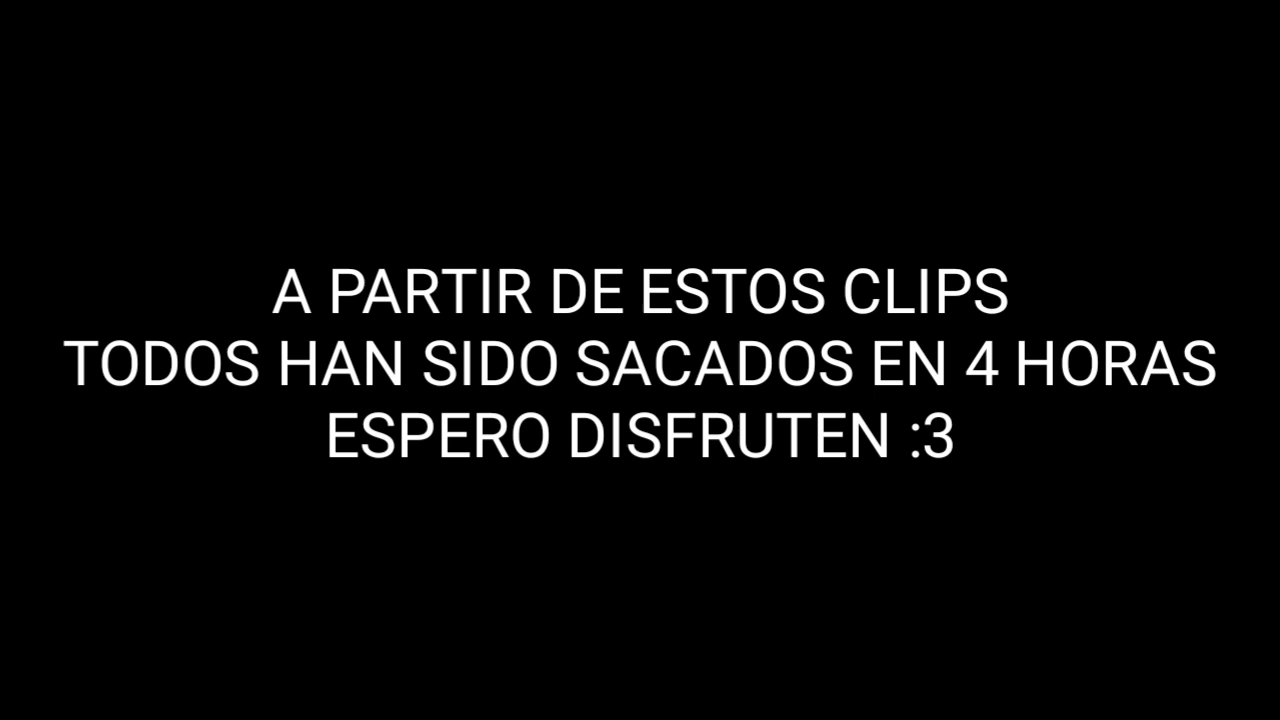 A PARTIR DE ESTOS CLIPS
TODOS HAN SIDO SACADOS EN 4 HORAS
ESPERO DISFRUTEN :3